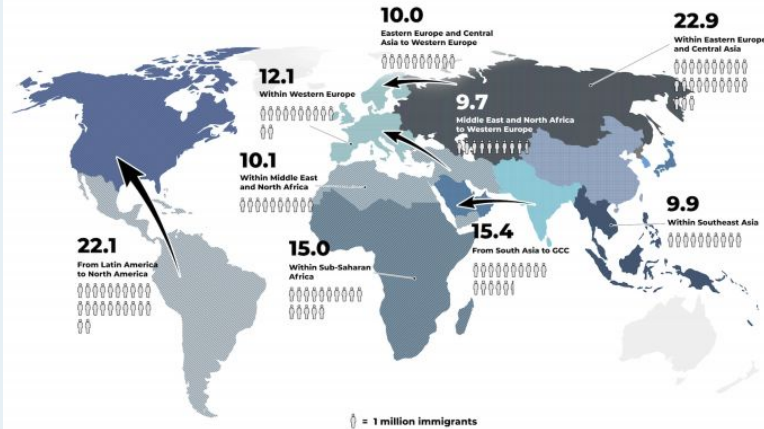 10.0
Eastern Europe and Central
Asia to Western Europe
22.9
Within Eastern Europe
and Central Asia
12.1
Within Western Europe
9.7
Middle East and North Africa
to Western Europe
10.1
Within Middle East
and North Africa
9.9
Within Southeast Asia
22.1
From Latin America
to North America
15.0
Within Sub-Saharan
Africa
15.4
From South Asia to GCC
= 1 million immigrants